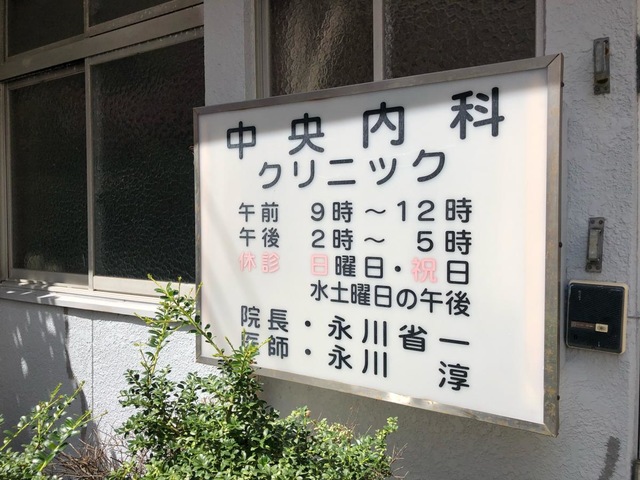 中央内科
クリニック
午前 9時～12時
午後 2時～ 5時
休診 日曜日・祝日
水土曜日の午後
院長・永川省一
医師・永川 淳